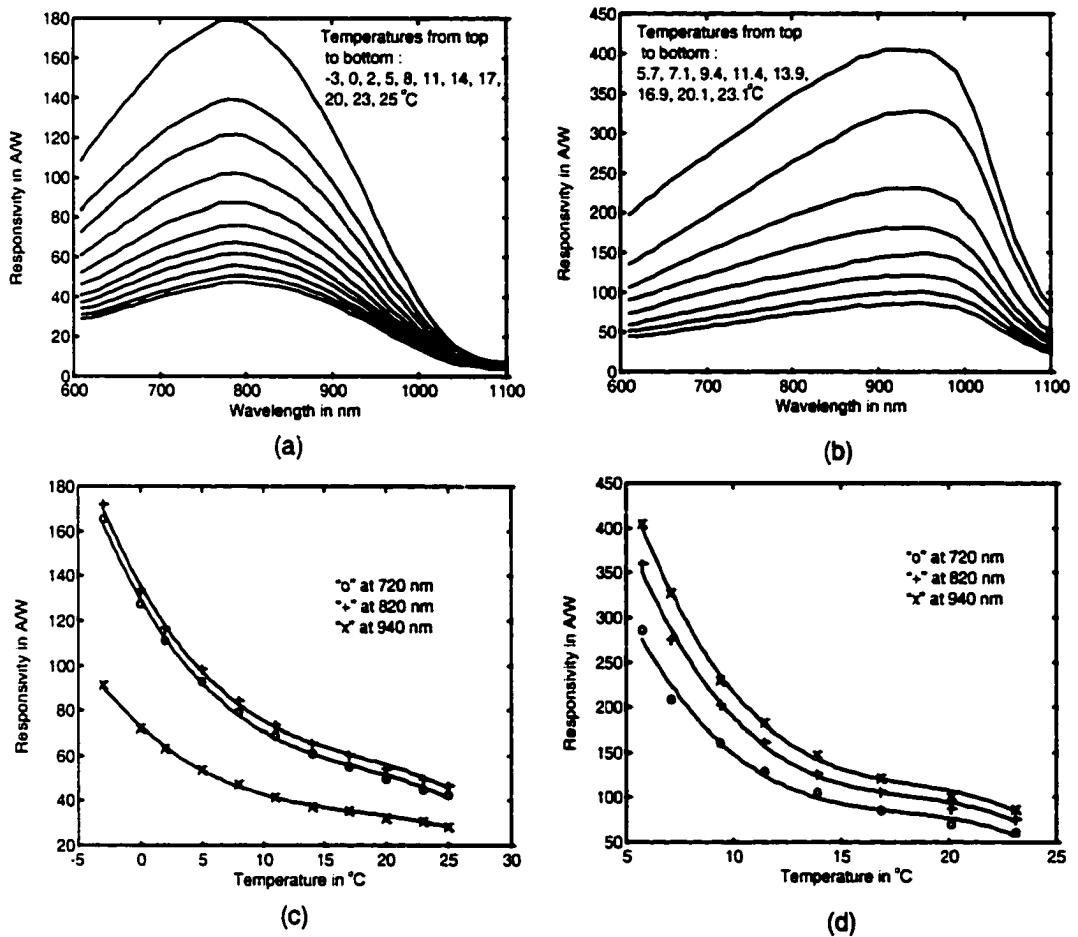 Temperatures from top
to bottom :
-3, 0, 2, 5, 8, 11, 14, 17,
20, 23, 25 °C
Responsivity in A/W
180
160
140
120
100
80
60
40
20
0
600 700 800 900 1000 1100
Wavelength in nm
(a)
Temperatures from top
to bottom :
5.7, 7.1, 9.4, 11.4, 13.9,
16.9, 20.1, 23.1°C
Responsivity in A/W
450
400
350
300
250
200
150
100
50
0
600 700 800 900 1000 1100
Wavelength in nm
(b)
"o" at 720 nm
"+" at 820 nm
"x" at 940 nm
Responsivity in A/W
180
160
140
120
100
80
60
40
20
-5 0 5 10 15 20 25 30
Temperature in °C
(c)
"o" at 720 nm
"+" at 820 nm
"x" at 940 nm
Responsivity in A/W
450
400
350
300
250
200
150
100
50
5 10 15 20 25
Temperature in °C
(d)